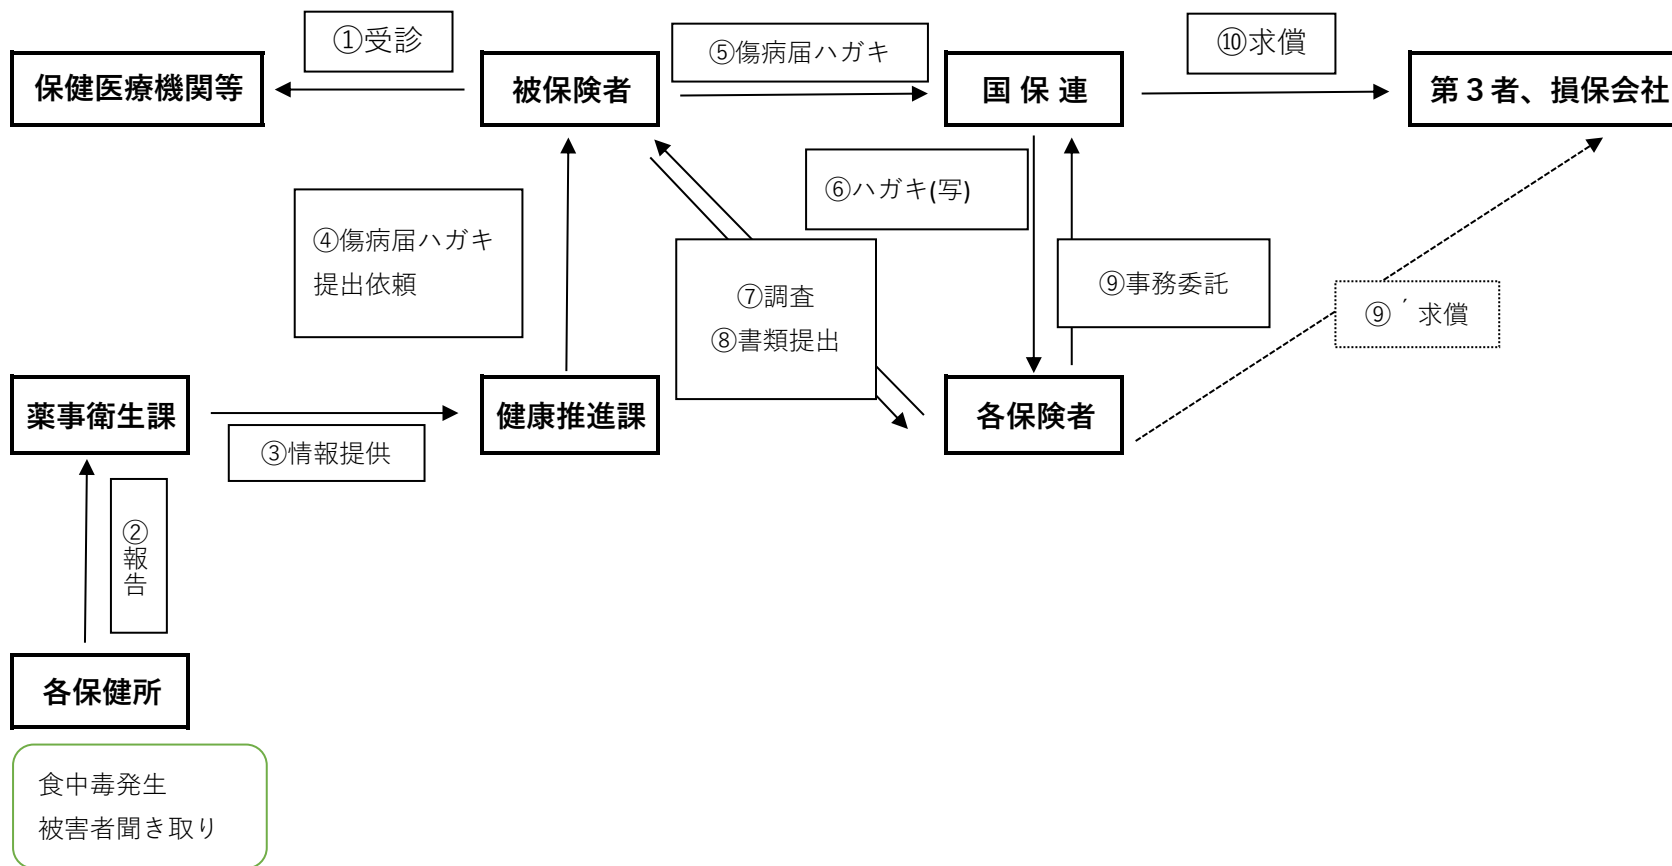 ①受診
⑤傷病届ハガキ
⑩求償
保健医療機関等
被保険者
国 保 連
第３者、損保会社
④傷病届ハガキ
提出依頼
⑥ハガキ(写)
⑦調査
⑧書類提出
⑨事務委託
⑨´求償
薬事衛生課
③情報提供
健康推進課
各保険者
②報告
各保健所
食中毒発生
被害者聞き取り